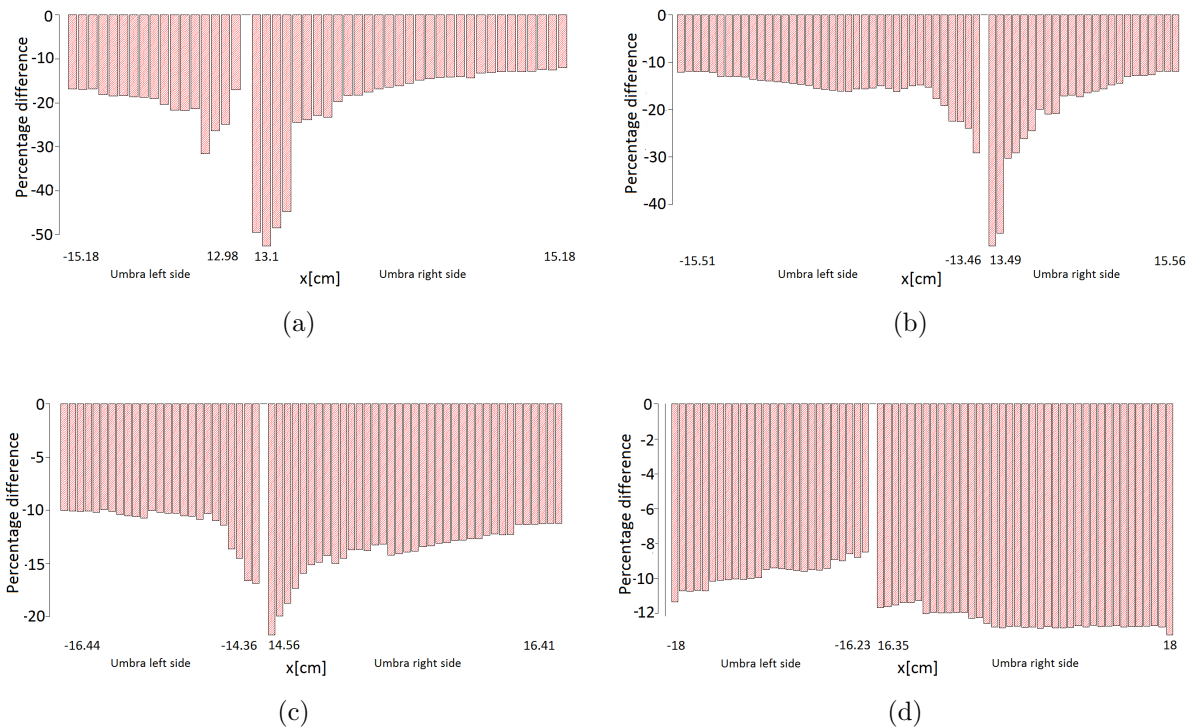 0
-10
-20
-30
-40
-50
Percentage difference
-15.18 12.98 13.1 15.18
Umbra left side Umbra right side
x[cm]
(a)
0
-10
-20
-30
-40
Percentage difference
-15.51 -13.46 13.49 15.56
Umbra left side Umbra right side
x[cm]
(b)
0
-5
-10
-15
-20
Percentage difference
-16.44 -14.36 14.56 16.41
Umbra left side Umbra right side
x[cm]
(c)
0
-2
-4
-6
-8
-10
-12
Percentage difference
-18 -16.23 16.35 18
Umbra left side Umbra right side
x[cm]
(d)